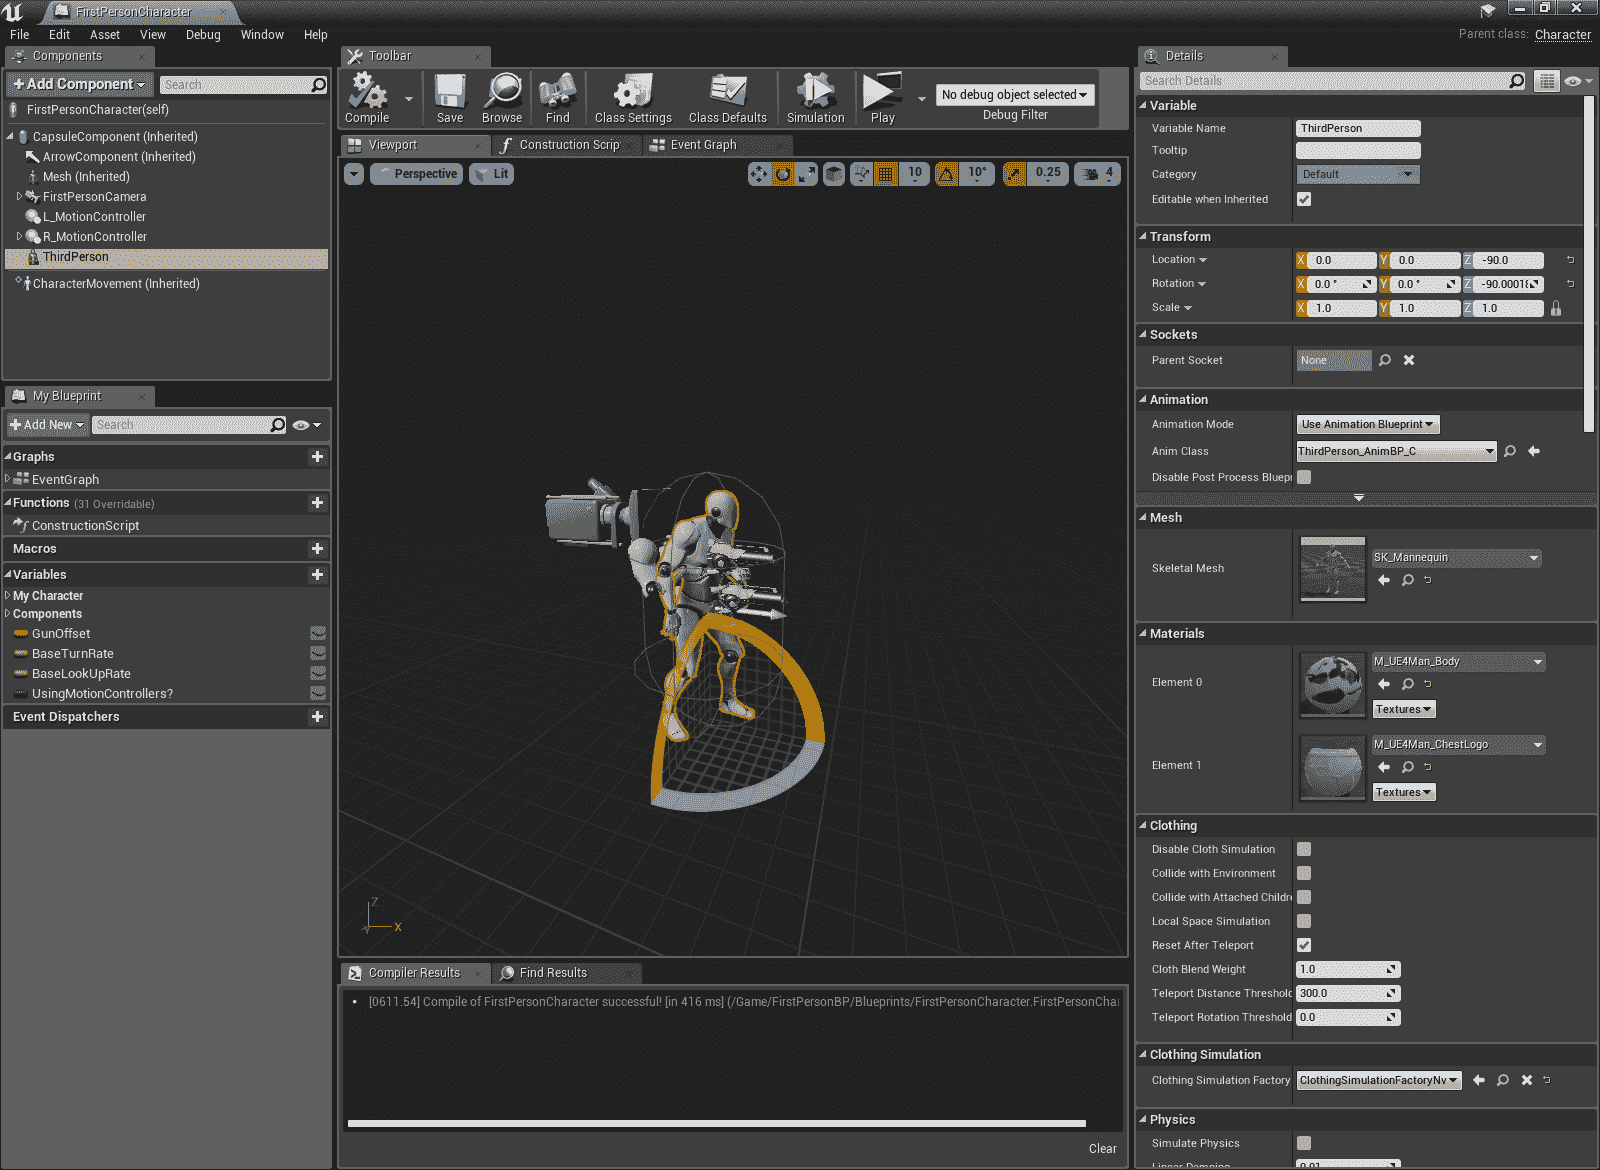 FirstPersonCharacter
File Edit Asset View Debug Window Help
Parent class: Character
Components
+Add Component
Search
FirstPersonCharacter(self)
CapsuleComponent (Inherited)
ArrowComponent (Inherited)
Mesh (Inherited)
FirstPersonCamera
L_MotionController
R_MotionController
ThirdPerson
CharacterMovement (Inherited)
My Blueprint
+Add New
Search
Graphs
EventGraph
Functions (31 Overridable)
ConstructionScript
Macros
Variables
My Character
Components
GunOffset
BaseTurnRate
BaseLookUpRate
UsingMotionControllers?
Event Dispatchers
Toolbar
Compile
Save
Browse
Find
Class Settings
Class Defaults
Simulation
Play
No debug object selected
Debug Filter
Viewport
Construction Scrip
Event Graph
Perspective
Lit
10
10°
0.25
4
Z
X
Y
Compiler Results
Find Results
• [0611.54] Compile of FirstPersonCharacter successful! [in 416 ms] (/Game/FirstPersonBP/Blueprints/FirstPersonCharacter.FirstPersonCha
Clear
Details
Search Details
Variable
Variable Name ThirdPerson
Tooltip
Category Default
Editable when Inherited
Transform
Location X 0.0 Y 0.0 Z -90.0
Rotation X 0.0 ° Y 0.0 ° Z -90.00018
Scale X 1.0 Y 1.0 Z 1.0
Sockets
Parent Socket None
Animation
Animation Mode Use Animation Blueprint
Anim Class ThirdPerson_AnimBP_C
Disable Post Process Bluepr
Mesh
Skeletal Mesh SK_Mannequin
Materials
Element 0 M_UE4Man_Body
Textures
Element 1 M_UE4Man_ChestLogo
Textures
Clothing
Disable Cloth Simulation
Collide with Environment
Collide with Attached Childre
Local Space Simulation
Reset After Teleport
Cloth Blend Weight 1.0
Teleport Distance Threshold 300.0
Teleport Rotation Threshold 0.0
Clothing Simulation
Clothing Simulation Factory ClothingSimulationFactoryNv
Physics
Simulate Physics
Linear Damping 0.01